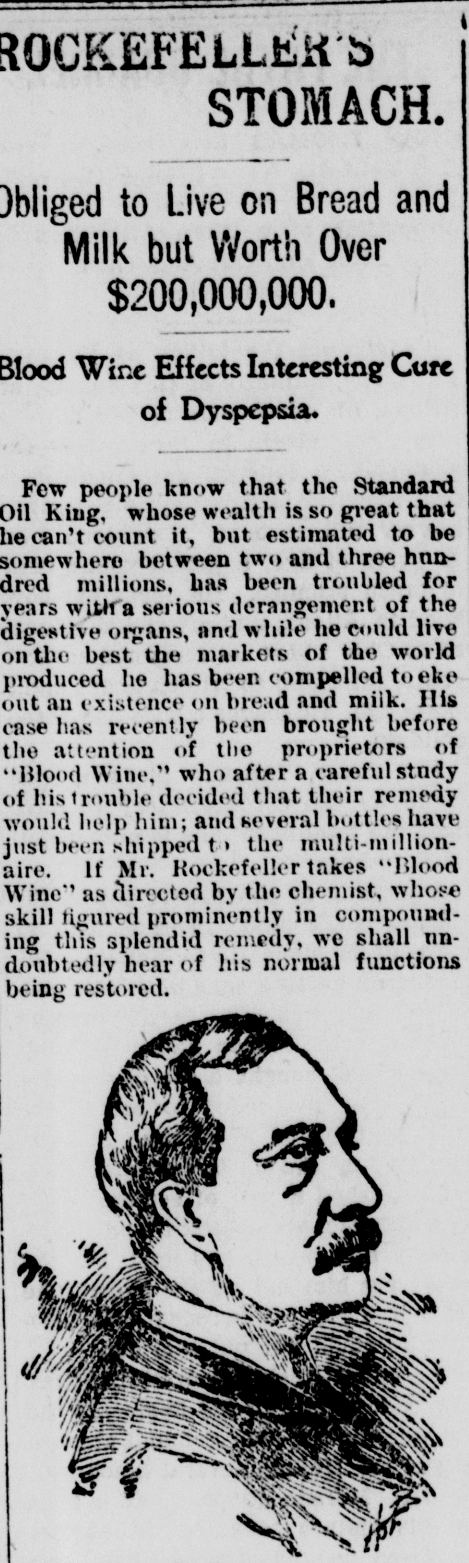 ROCKEFELLER'S
STOMACH.
Obliged to Live on Bread and
Milk but Worth Over
$200,000,000.
Blood Wine Effects Interesting Cure
of Dyspepsia.
Few people know that the Standard
Oil King, whose wealth is so great that
he can't count it, but estimated to be
somewhere between two and three hun-
dred millions, has been troubled for
years with a serious derangement of the
digestive organs, and while he could live
on the best the markets of the world
produced he has been compelled to eke
out an existence on bread and milk. His
case has recently been brought before
the attention of the proprietors of
"Blood Wine," who after a careful study
of his trouble decided that their remedy
would help him; and several bottles have
just been shipped to the multi-million-
aire. If Mr. Rockefeller takes "Blood
Wine" as directed by the chemist, whose
skill figured prominently in compound-
ing this splendid remedy, we shall un-
doubtedly hear of his normal functions
being restored.